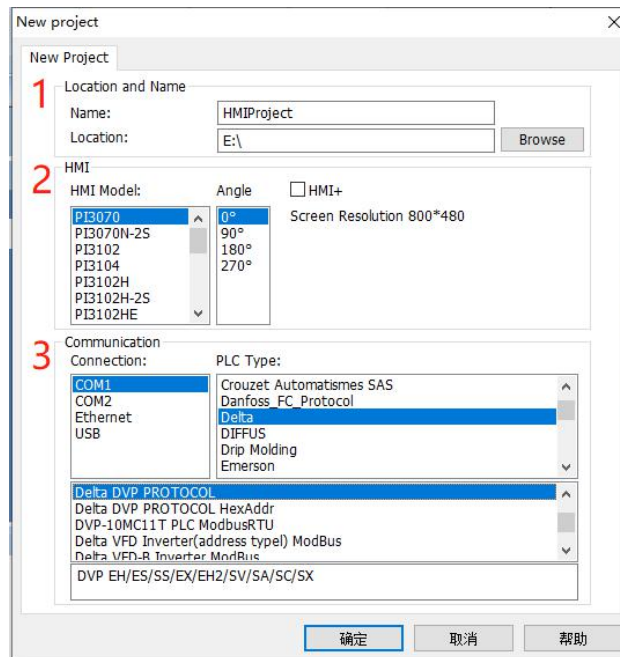 New project
New Project
1 Location and Name
Name: HMIProject
Location: E:\ Browse
2 HMI
HMI Model: Angle HMI+
PI3070 0° Screen Resolution 800*480
PI3070N-2S 90°
PI3102 180°
PI3104 270°
PI3102H
PI3102H-2S
PI3102HE
3 Communication
Connection: PLC Type:
COM1 Crouzet Automatismes SAS
COM2 Danfoss_FC_Protocol
Ethernet Delta
USB DIFFUS
Drip Molding
Emerson
Delta DVP PROTOCOL
Delta DVP PROTOCOL HexAddr
DVP-10MC11T PLC ModbusRTU
Delta VFD Inverter(address typeI) ModBus
Delta VFD-B Inverter ModBus
DVP EH/ES/SS/EX/EH2/SV/SA/SC/SX
确定 取消 帮助